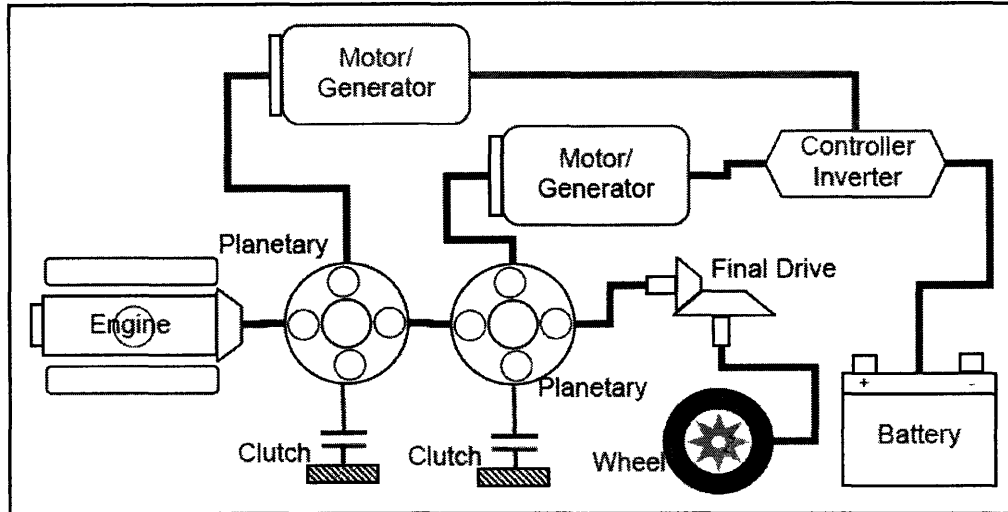 Motor/
Generator
Motor/
Generator
Controller
Inverter
Planetary
Final Drive
Engine
Planetary
+ -
Battery
Clutch
Clutch
Wheel